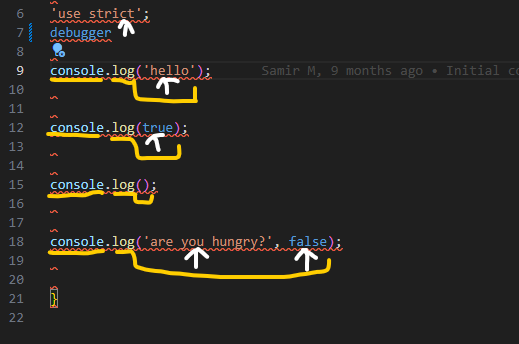 6 'use strict';
7 debugger
8
9 console.log('hello'); Samir M, 9 months ago • Initial co
10
11
12 console.log(true);
13
14
15 console.log();
16
17
18 console.log('are you hungry?', false);
19
20
21 }
22